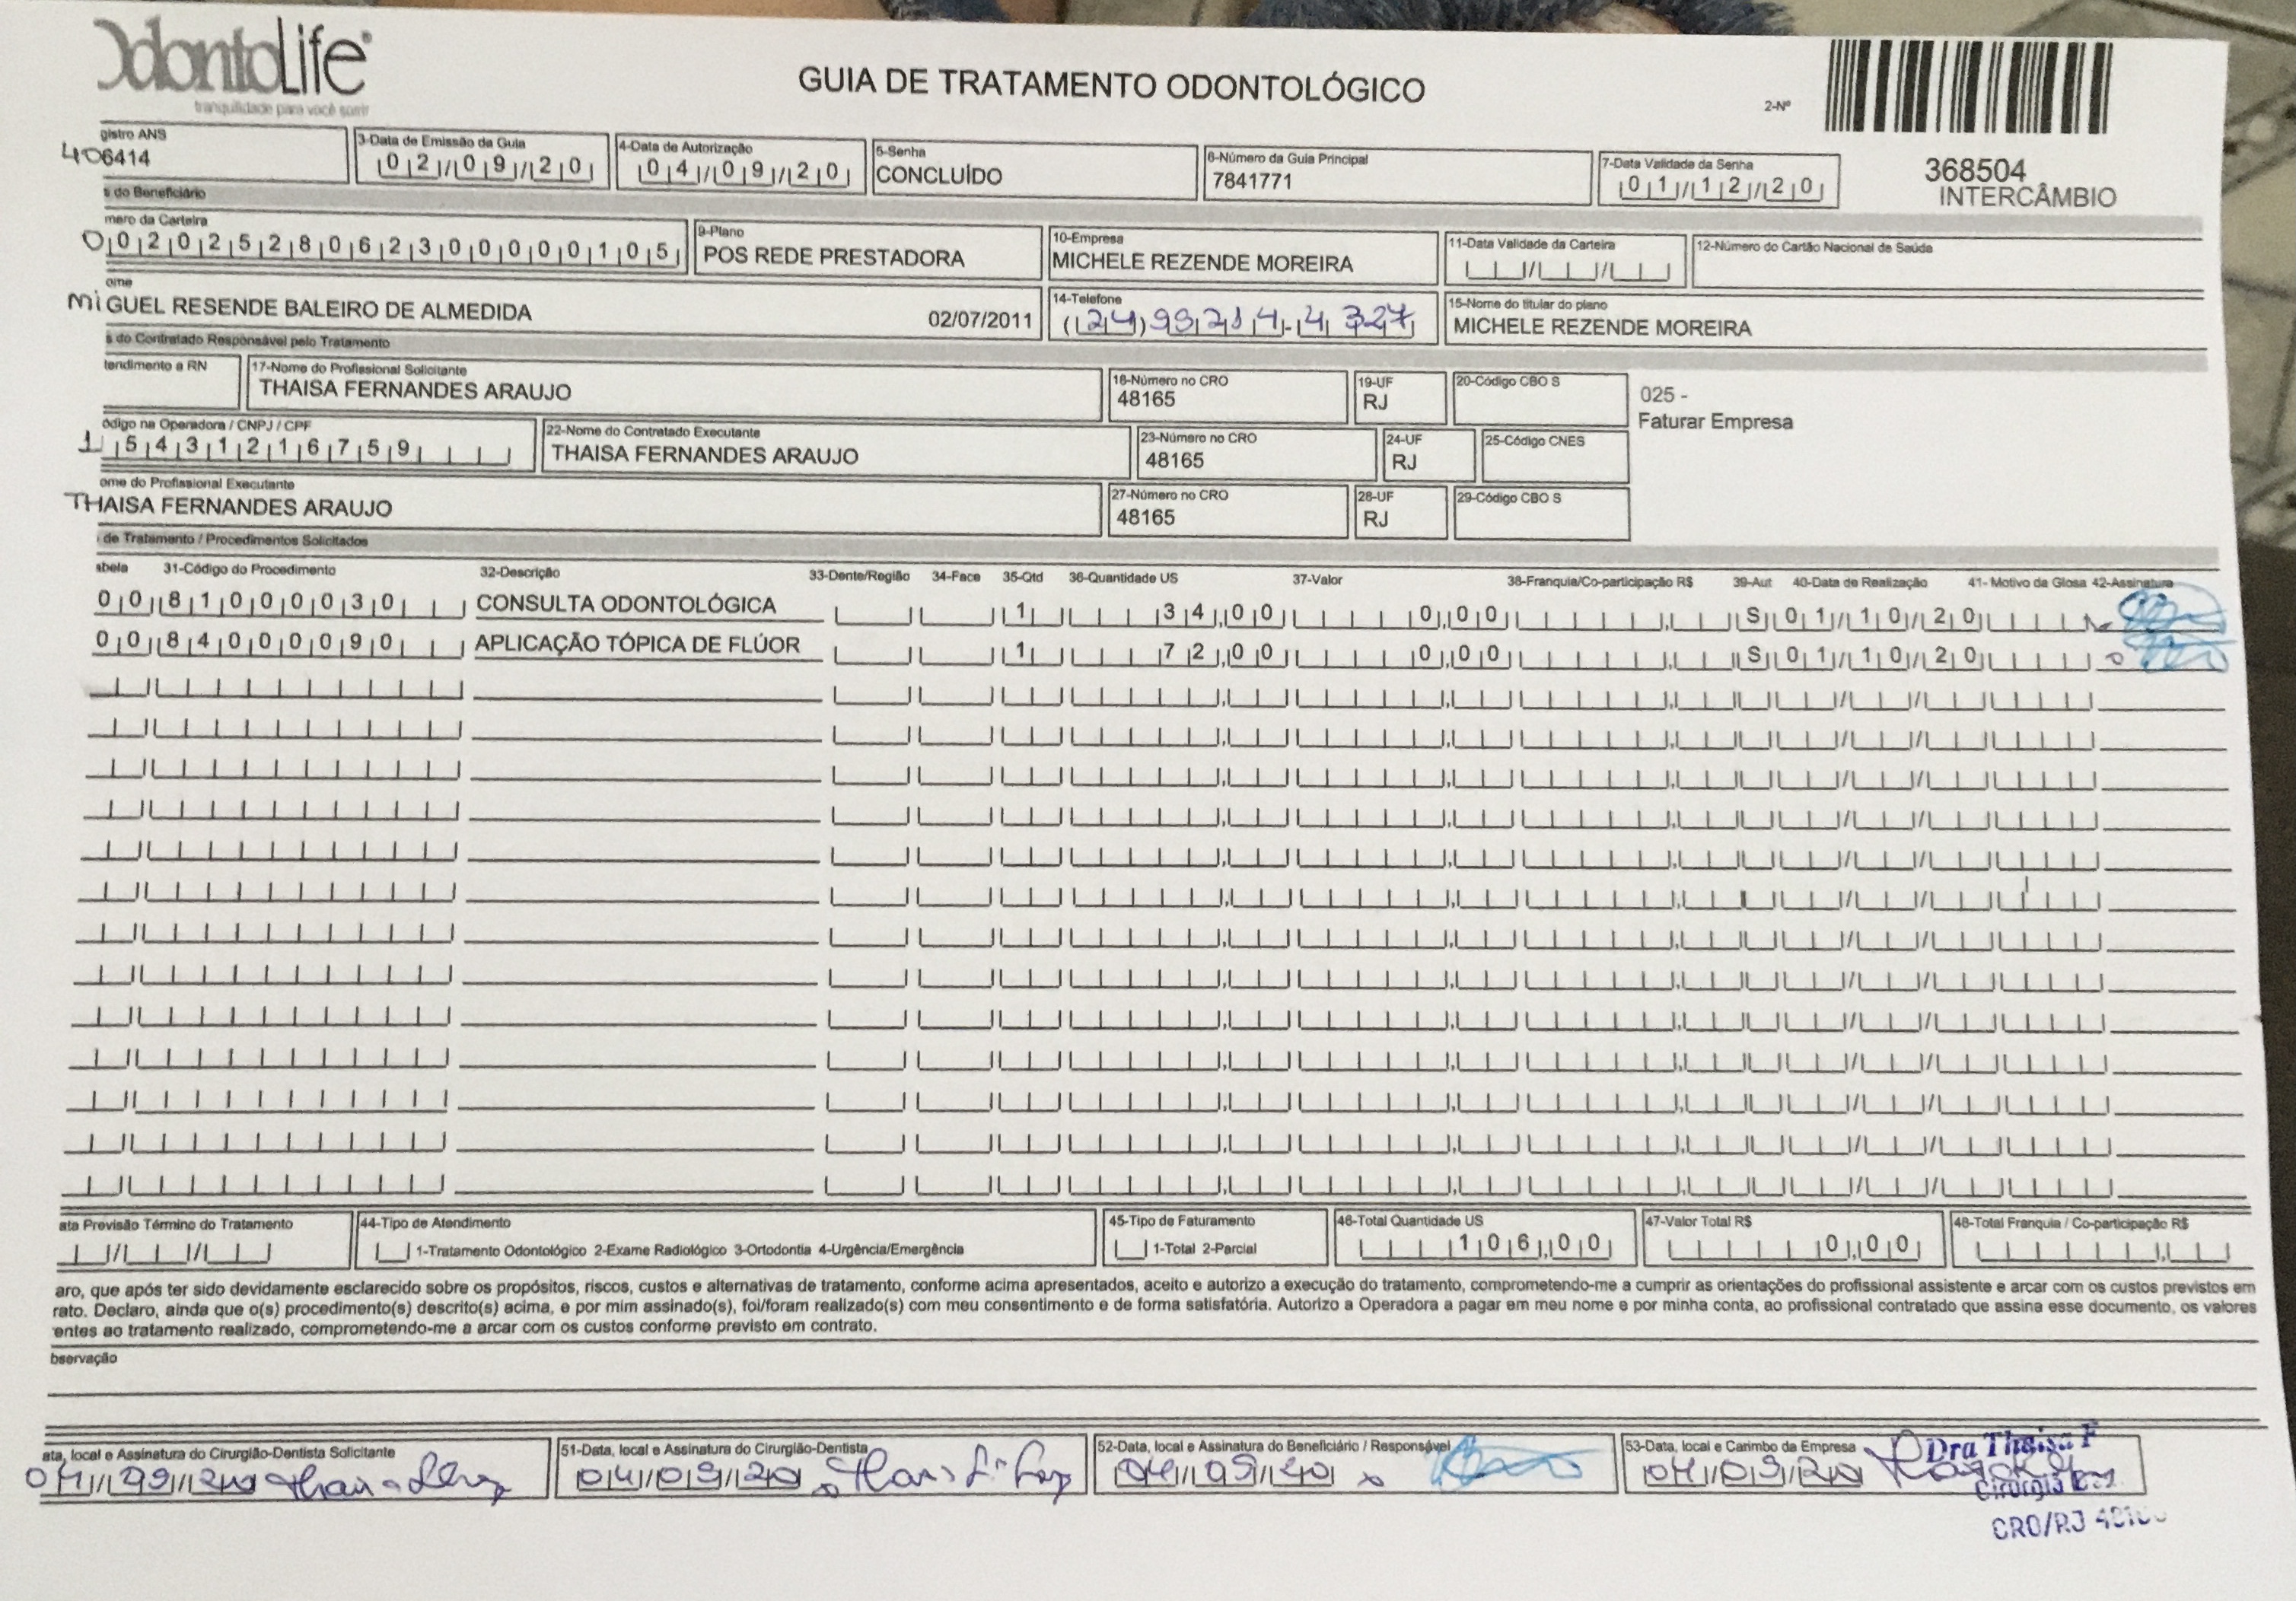 OdontoLife®
tranquilidade para você sorrir
GUIA DE TRATAMENTO ODONTOLÓGICO
2-Nº
368504
INTERCÂMBIO
gistro ANS
406414
3-Data de Emissão da Guia
02/09/20
4-Data de Autorização
04/09/20
5-Senha
CONCLUÍDO
6-Número da Guia Principal
7841771
7-Data Validade da Senha
01/12/20
s do Beneficiário
mero da Carteira
00202528062300000105
9-Plano
POS REDE PRESTADORA
10-Empresa
MICHELE REZENDE MOREIRA
11-Data Validade da Carteira
12-Número do Cartão Nacional de Saúde
ome
MIGUEL RESENDE BALEIRO DE ALMEDIDA 02/07/2011
14-Telefone
(24) 99214-4327
15-Nome do titular do plano
MICHELE REZENDE MOREIRA
s do Contratado Responsável pelo Tratamento
tendimento a RN
17-Nome do Profissional Solicitante
THAISA FERNANDES ARAUJO
18-Número no CRO
48165
19-UF
RJ
20-Código CBO S
025 -
Faturar Empresa
ódigo na Operadora / CNPJ / CPF
15431216759
22-Nome do Contratado Executante
THAISA FERNANDES ARAUJO
23-Número no CRO
48165
24-UF
RJ
25-Código CNES
ome do Profissional Executante
THAISA FERNANDES ARAUJO
27-Número no CRO
48165
28-UF
RJ
29-Código CBO S
de Tratamento / Procedimentos Solicitados
abela 31-Código do Procedimento 32-Descrição 33-Dente/Região 34-Face 35-Qtd 36-Quantidade US 37-Valor 38-Franquia/Co-participação R$ 39-Aut 40-Data de Realização 41- Motivo da Glosa 42-Assinatura
00 81000030 CONSULTA ODONTOLÓGICA 1 34,00 0,00 S 01/10/20
00 84000090 APLICAÇÃO TÓPICA DE FLÚOR 1 72,00 0,00 S 01/10/20
ata Previsão Término do Tratamento
44-Tipo de Atendimento
1-Tratamento Odontológico 2-Exame Radiológico 3-Ortodontia 4-Urgência/Emergência
45-Tipo de Faturamento
1-Total 2-Parcial
46-Total Quantidade US
106,00
47-Valor Total R$
0,00
48-Total Franquia / Co-participação R$
aro, que após ter sido devidamente esclarecido sobre os propósitos, riscos, custos e alternativas de tratamento, conforme acima apresentados, aceito e autorizo a execução do tratamento, comprometendo-me a cumprir as orientações do profissional assistente e arcar com os custos previstos em
rato. Declaro, ainda que o(s) procedimento(s) descrito(s) acima, e por mim assinado(s), foi/foram realizado(s) com meu consentimento e de forma satisfatória. Autorizo a Operadora a pagar em meu nome e por minha conta, ao profissional contratado que assina esse documento, os valores
entes ao tratamento realizado, comprometendo-me a arcar com os custos conforme previsto em contrato.
bservação
ata, local e Assinatura do Cirurgião-Dentista Solicitante
04/09/20
51-Data, local e Assinatura do Cirurgião-Dentista
04/09/20
52-Data, local e Assinatura do Beneficiário / Responsável
04/09/20
53-Data, local e Carimbo da Empresa
04/09/20
Dra Thaisa F
CRO/RJ